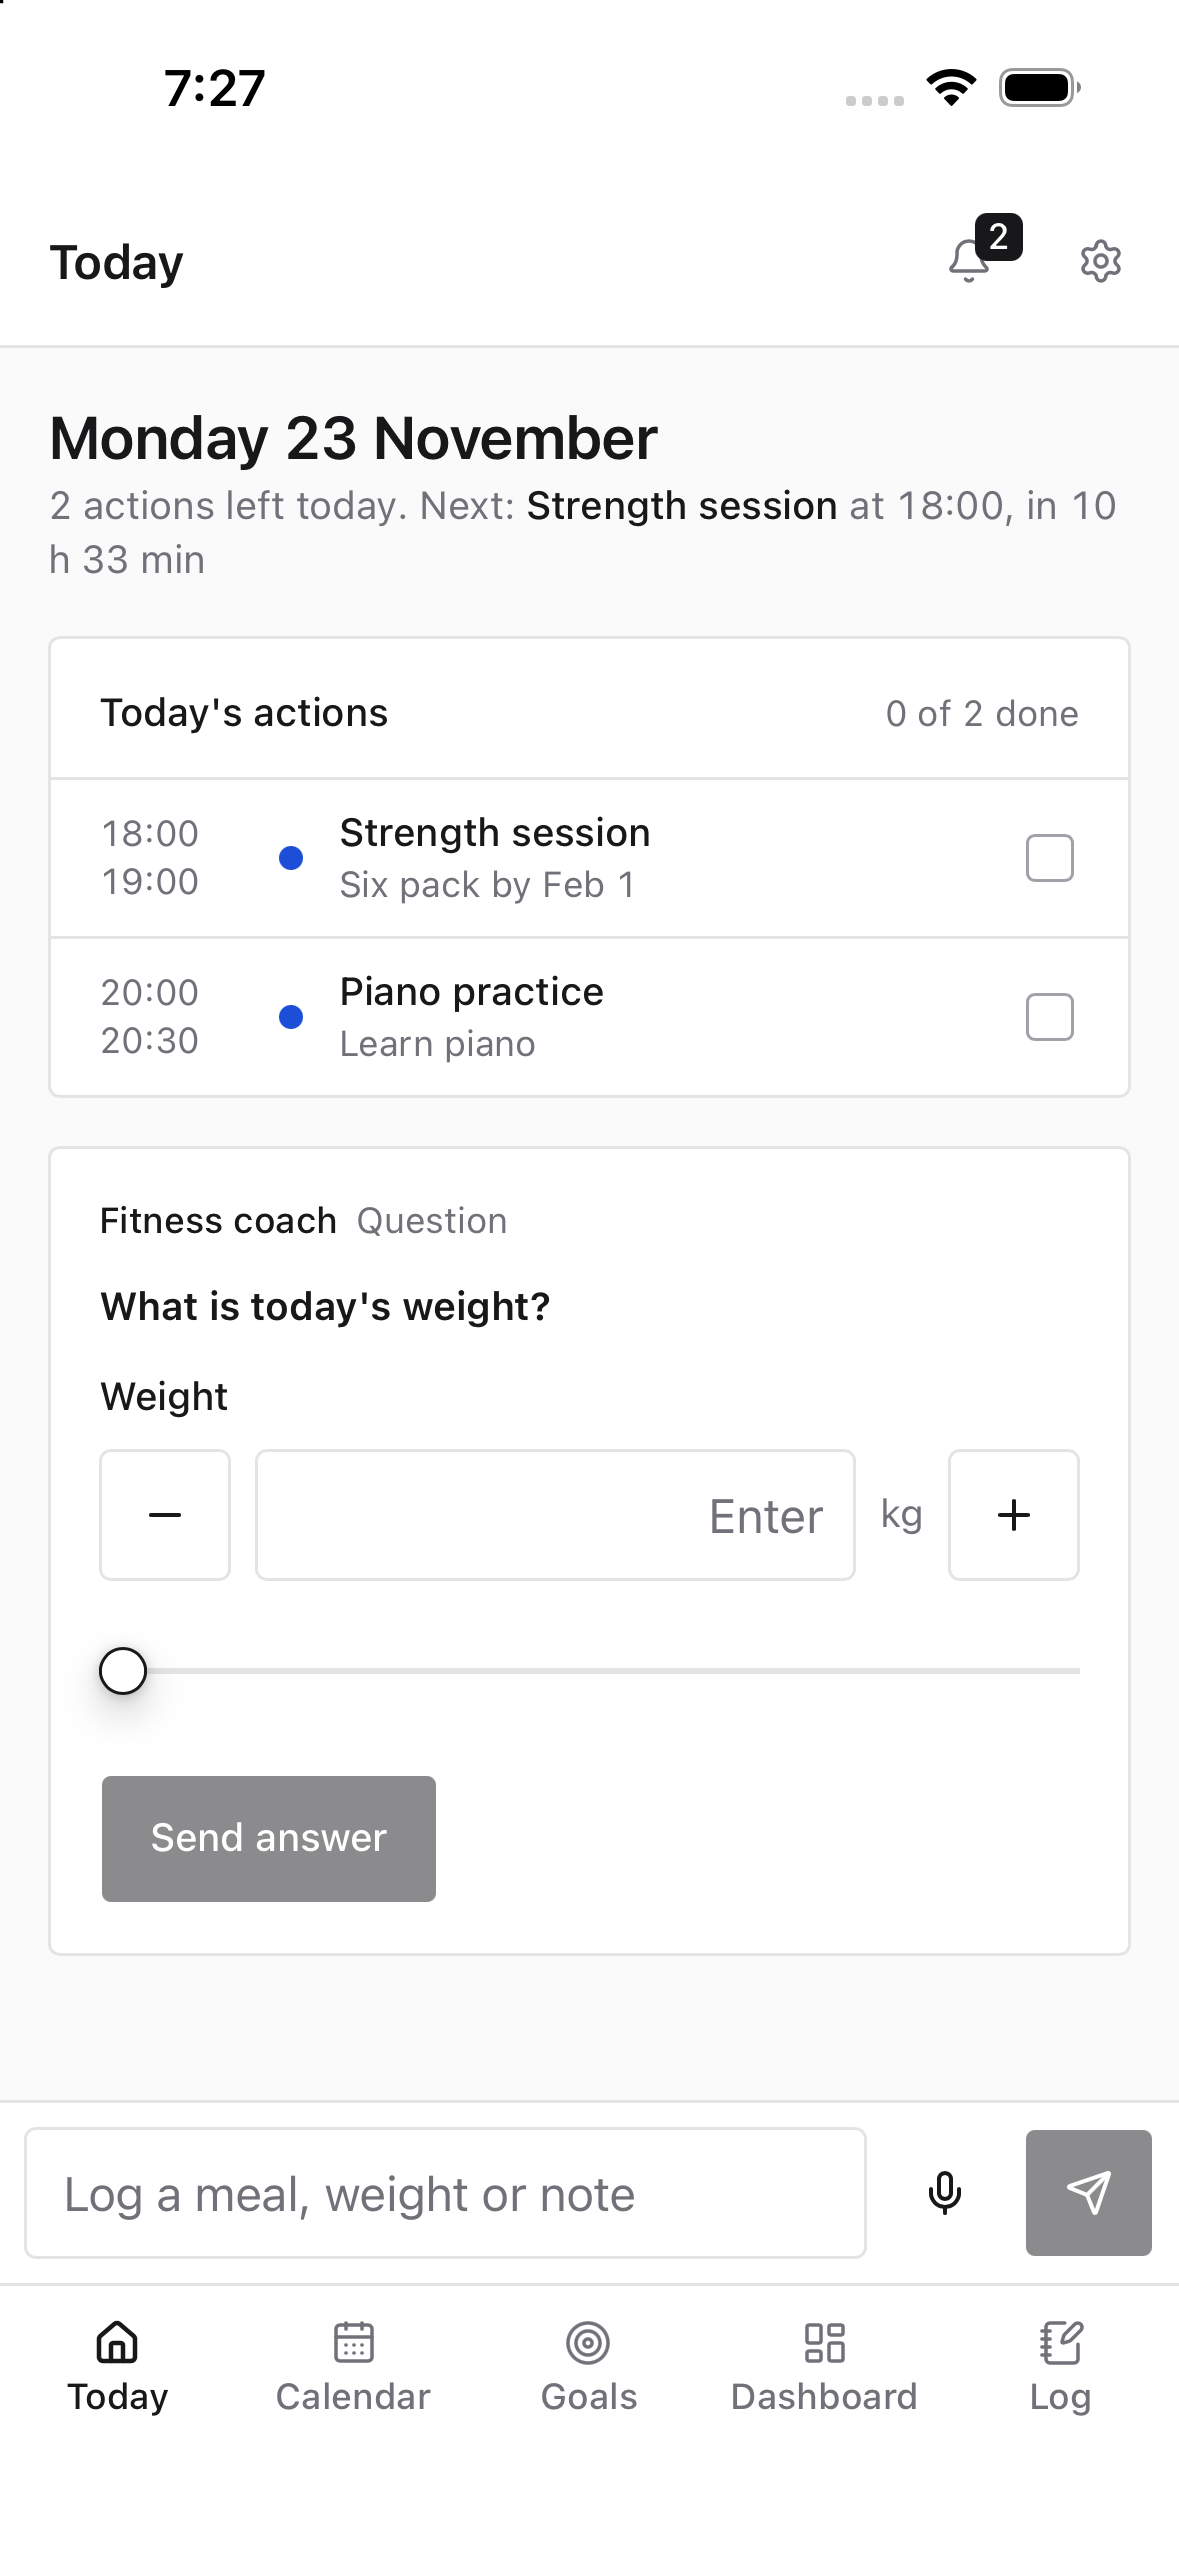 7:27
Today
2
Monday 23 November
2 actions left today. Next: Strength session at 18:00, in 10
h 33 min
Today's actions
0 of 2 done
18:00
19:00
Strength session
Six pack by Feb 1
20:00
20:30
Piano practice
Learn piano
Fitness coach Question
What is today's weight?
Weight
Enter
kg
Send answer
Log a meal, weight or note
Today
Calendar
Goals
Dashboard
Log